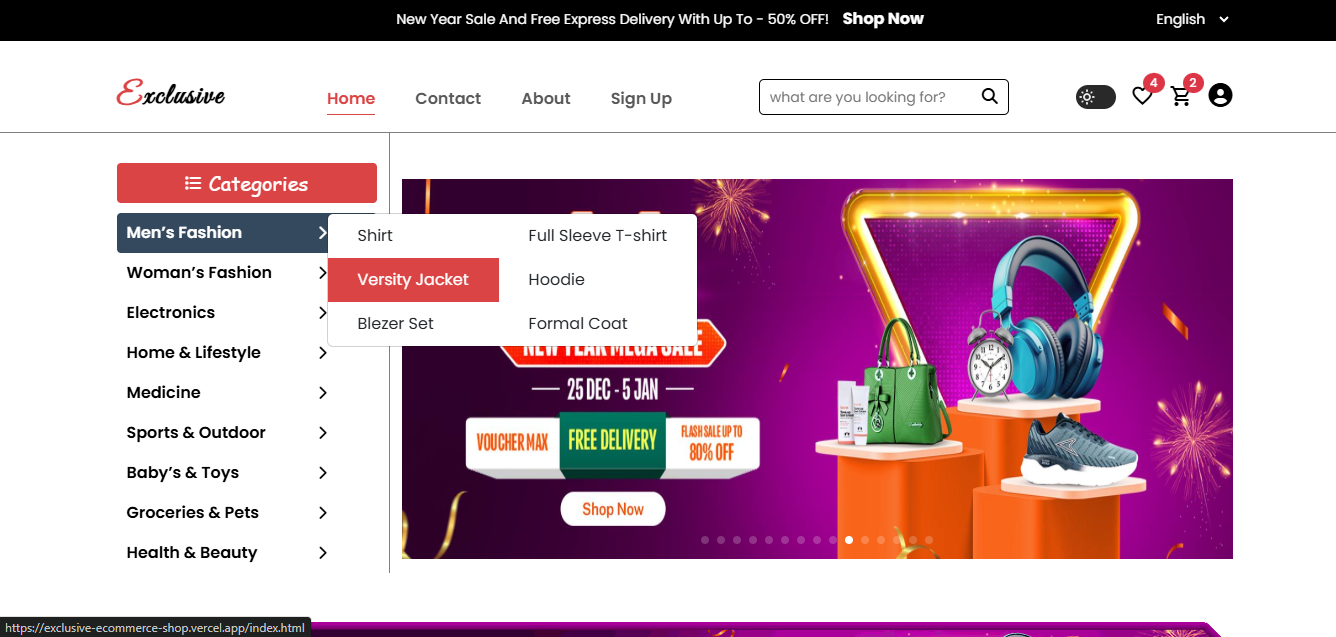 New Year Sale And Free Express Delivery With Up To - 50% OFF! Shop Now
English
Exclusive
Home
Contact
About
Sign Up
what are you looking for?
4
2
Categories
Men’s Fashion
Woman’s Fashion
Electronics
Home & Lifestyle
Medicine
Sports & Outdoor
Baby’s & Toys
Groceries & Pets
Health & Beauty
Shirt
Full Sleeve T-shirt
Versity Jacket
Hoodie
Blezer Set
Formal Coat
NEW YEAR MEGA SALE
25 DEC - 5 JAN
VOUCHER MAX
FREE DELIVERY
FLASH SALE UP TO
80% OFF
Shop Now
https://exclusive-ecommerce-shop.vercel.app/index.html